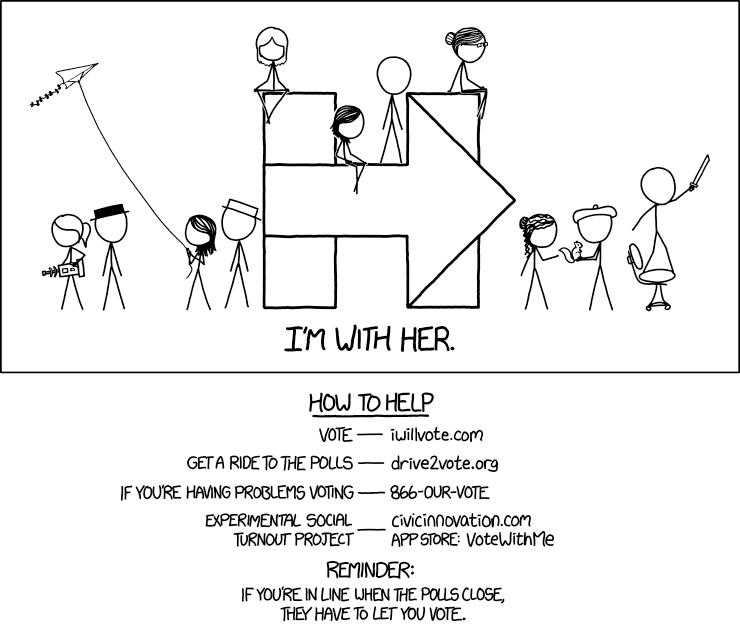 I'M WITH HER.
HOW TO HELP
VOTE — iwillvote.com
GET A RIDE TO THE POLLS — drive2vote.org
IF YOU'RE HAVING PROBLEMS VOTING — 866-OUR-VOTE
EXPERIMENTAL SOCIAL TURNOUT PROJECT — civicinnovation.com
APP STORE: VoteWithMe
REMINDER:
IF YOU'RE IN LINE WHEN THE POLLS CLOSE,
THEY HAVE TO LET YOU VOTE.